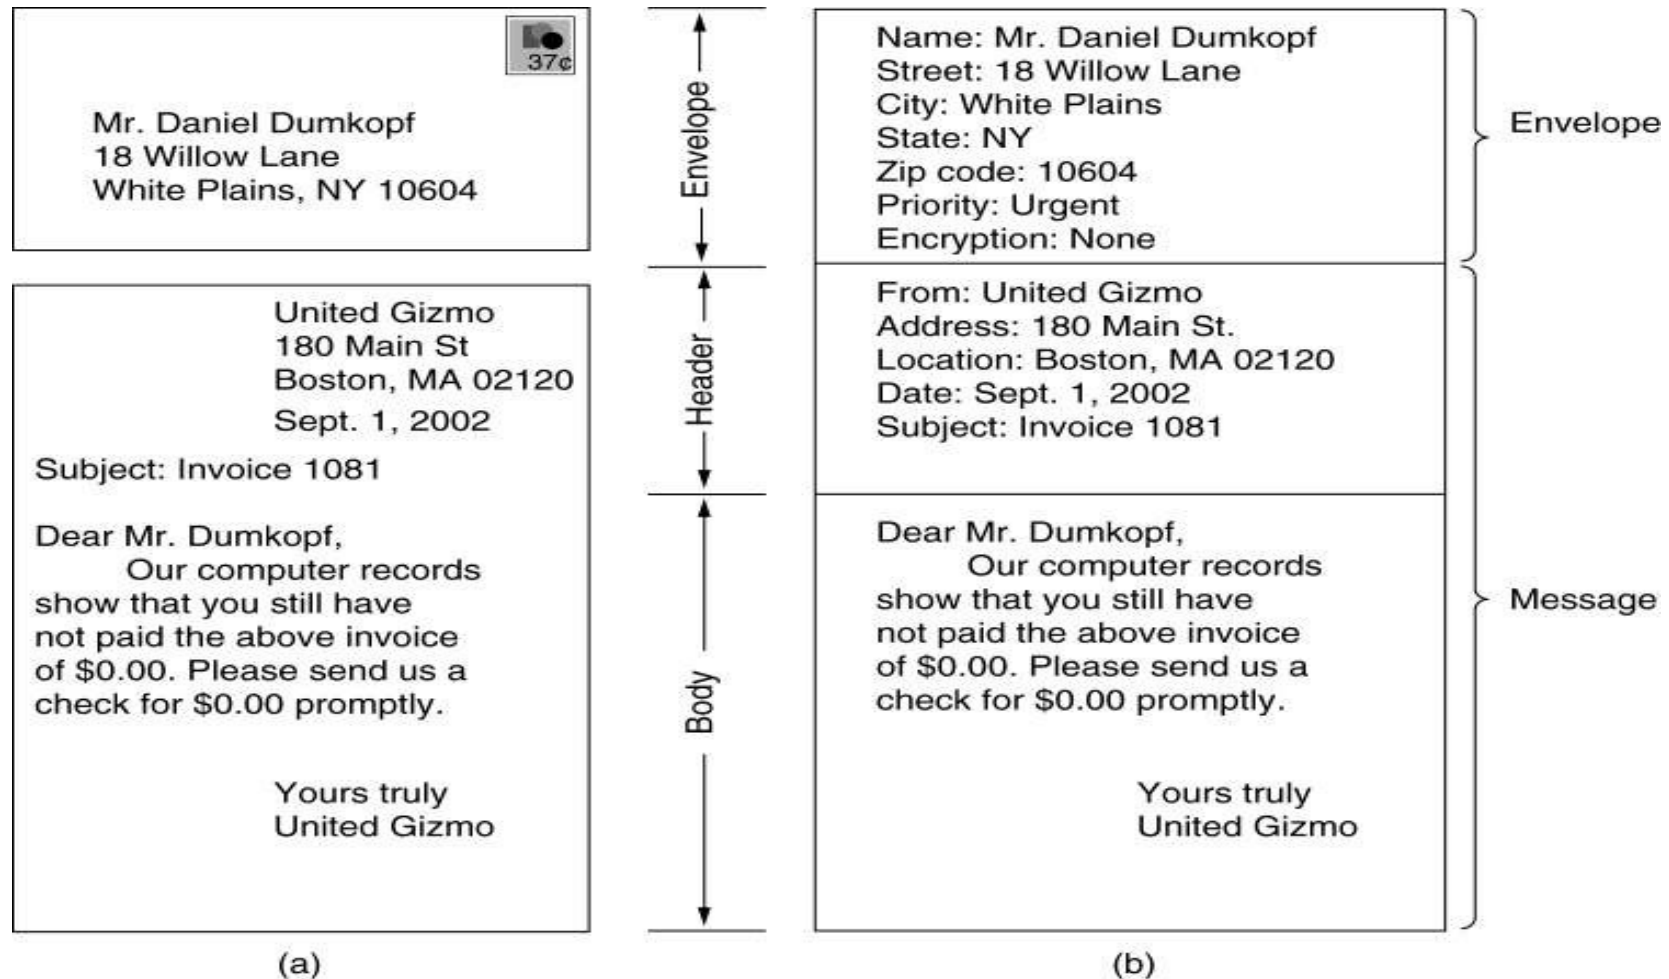 37¢
Mr. Daniel Dumkopf
18 Willow Lane
White Plains, NY 10604
United Gizmo
180 Main St
Boston, MA 02120
Sept. 1, 2002
Subject: Invoice 1081
Dear Mr. Dumkopf,
Our computer records
show that you still have
not paid the above invoice
of $0.00. Please send us a
check for $0.00 promptly.
Yours truly
United Gizmo
(a)
Envelope
Header
Body
Name: Mr. Daniel Dumkopf
Street: 18 Willow Lane
City: White Plains
State: NY
Zip code: 10604
Priority: Urgent
Encryption: None
From: United Gizmo
Address: 180 Main St.
Location: Boston, MA 02120
Date: Sept. 1, 2002
Subject: Invoice 1081
Dear Mr. Dumkopf,
Our computer records
show that you still have
not paid the above invoice
of $0.00. Please send us a
check for $0.00 promptly.
Yours truly
United Gizmo
(b)
Envelope
Message